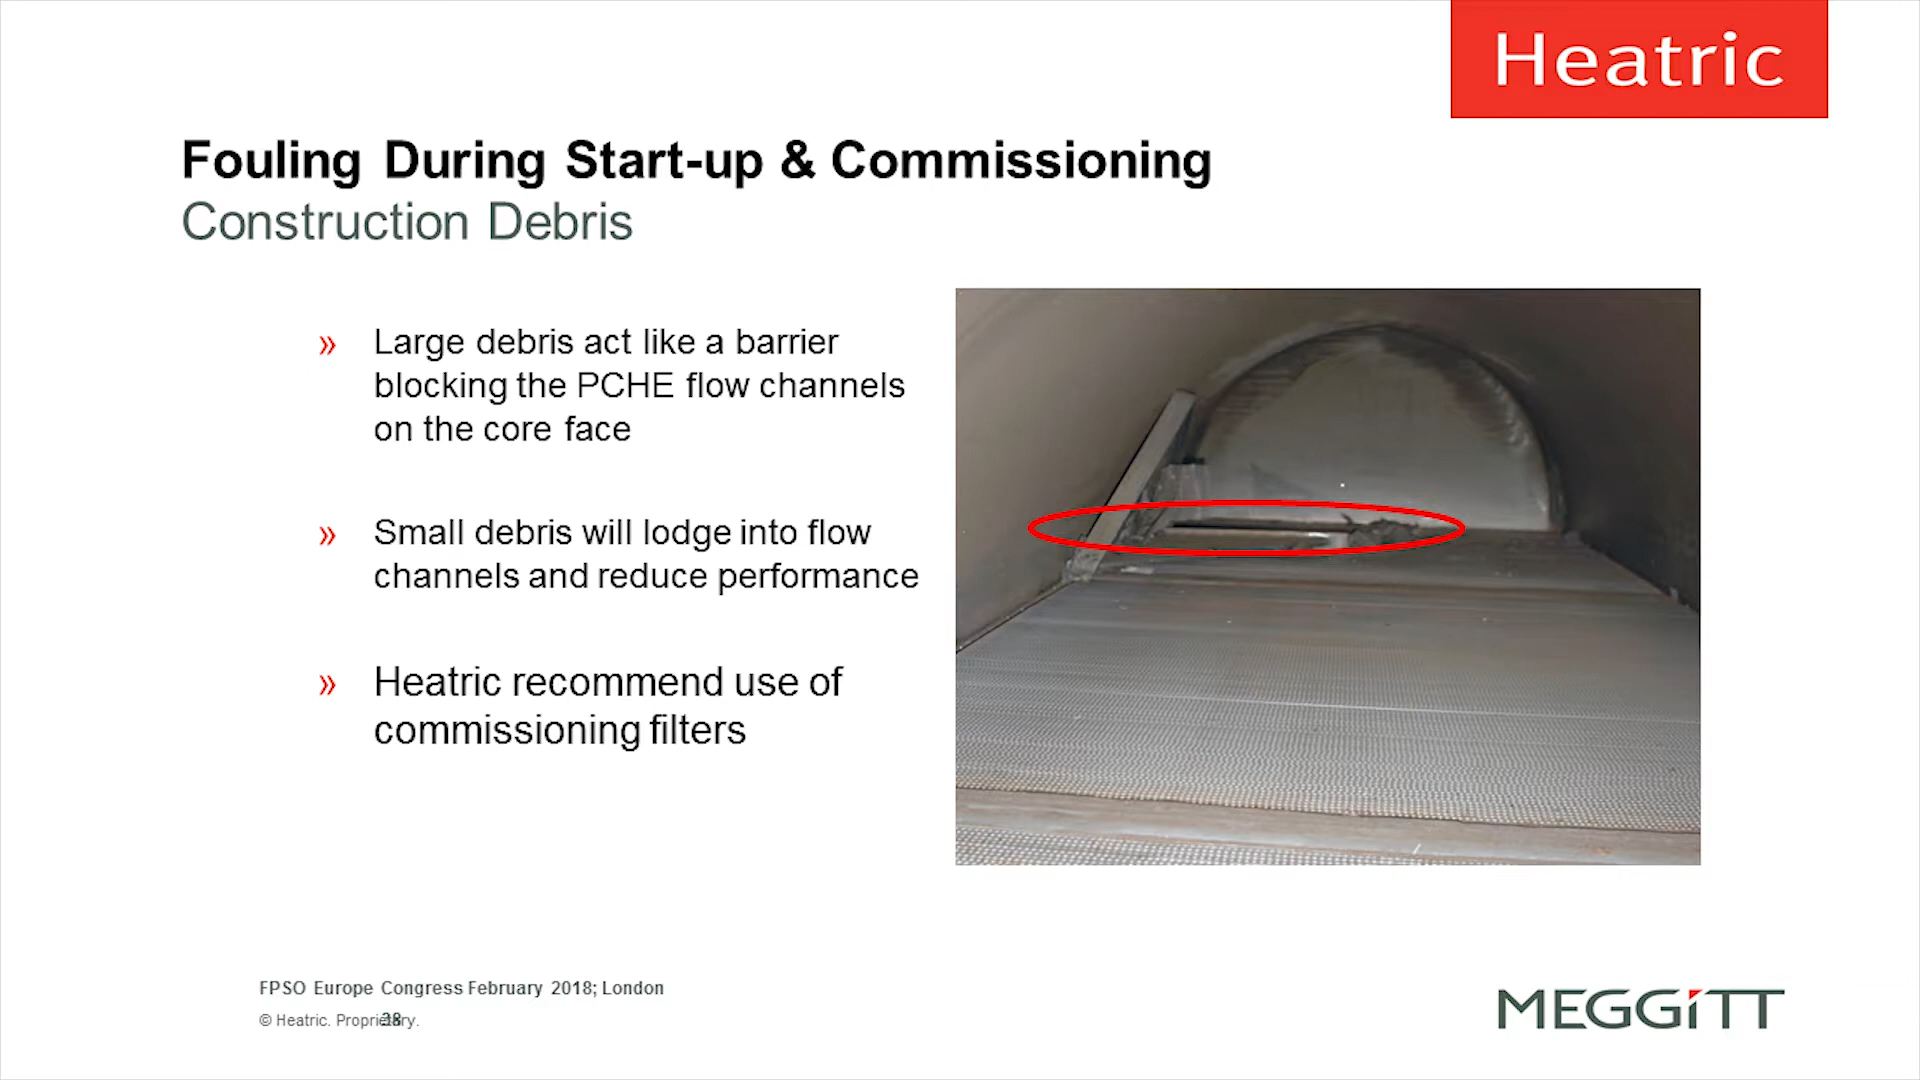 Heatric
Fouling During Start-up & Commissioning
Construction Debris
» Large debris act like a barrier
blocking the PCHE flow channels
on the core face
» Small debris will lodge into flow
channels and reduce performance
» Heatric recommend use of
commissioning filters
FPSO Europe Congress February 2018; London
© Heatric. Proprietary.
MEGGiTT